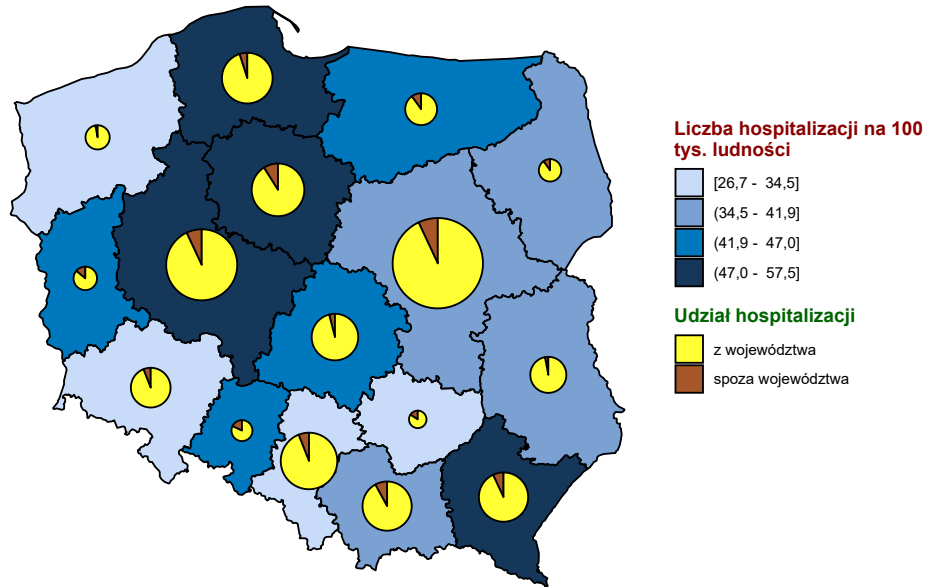 Liczba hospitalizacji na 100
tys. ludności
[26,7 - 34,5]
(34,5 - 41,9]
(41,9 - 47,0]
(47,0 - 57,5]
Udział hospitalizacji
z województwa
spoza województwa